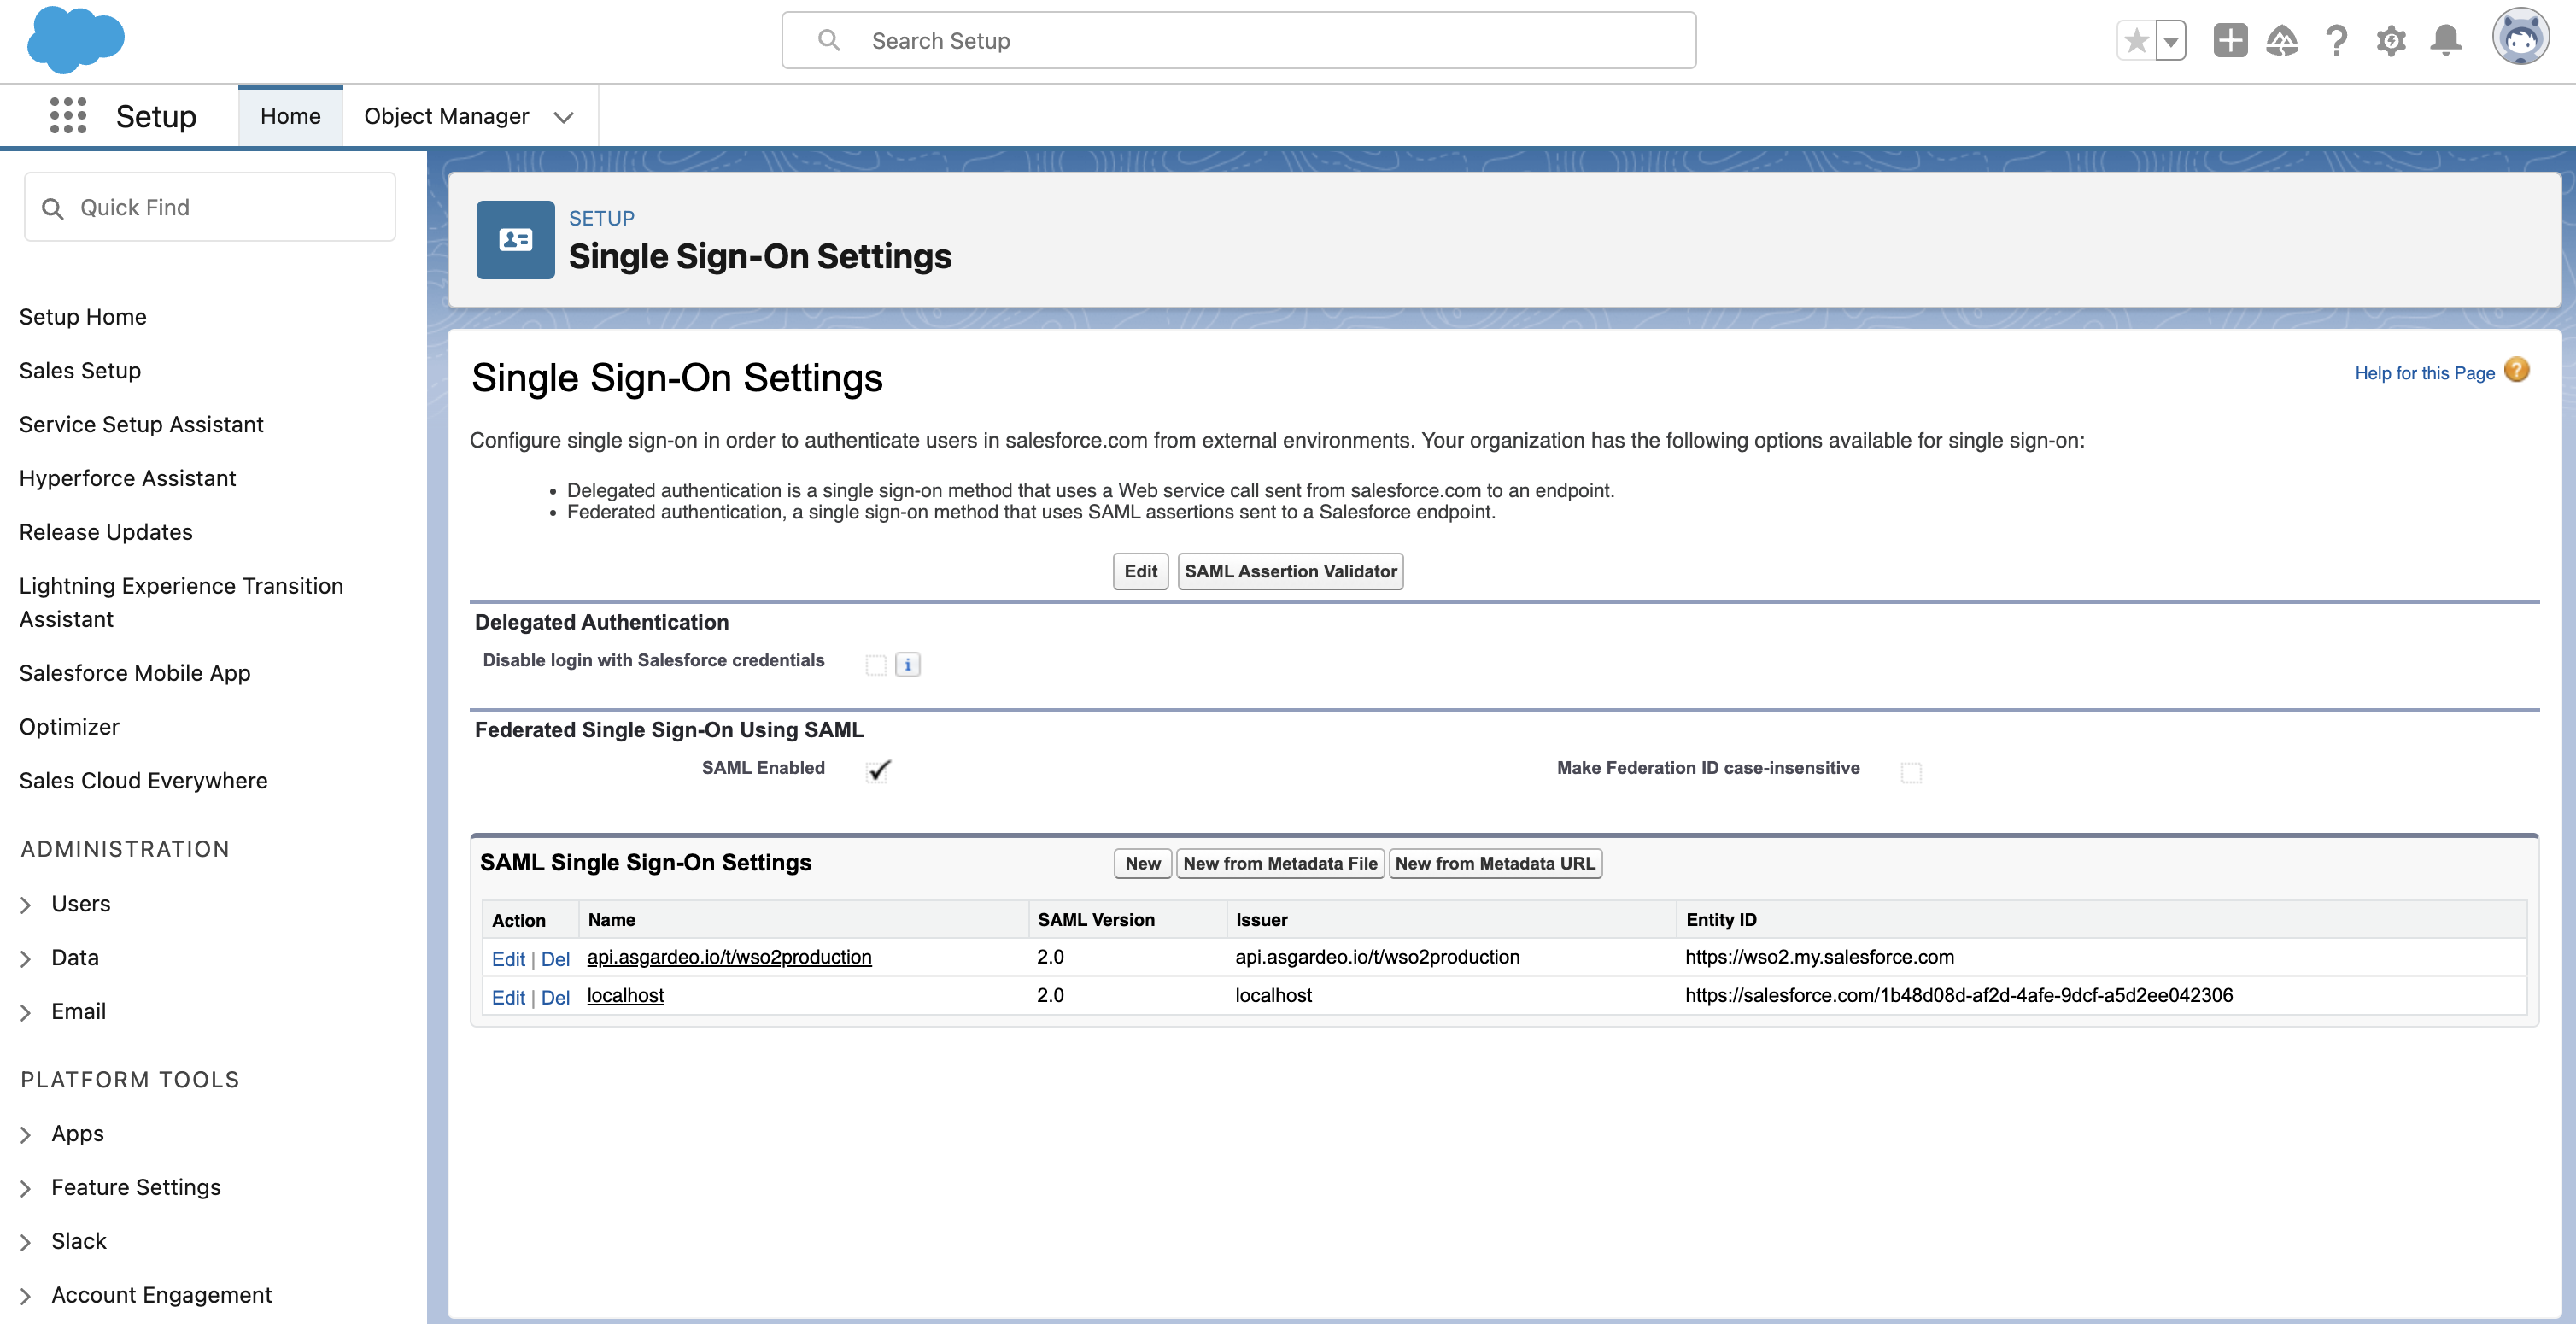 Search Setup
Setup
Home
Object Manager
Quick Find
Setup Home
Sales Setup
Service Setup Assistant
Hyperforce Assistant
Release Updates
Lightning Experience Transition
Assistant
Salesforce Mobile App
Optimizer
Sales Cloud Everywhere
ADMINISTRATION
Users
Data
Email
PLATFORM TOOLS
Apps
Feature Settings
Slack
Account Engagement
SETUP
Single Sign-On Settings
Single Sign-On Settings
Help for this Page ?
Configure single sign-on in order to authenticate users in salesforce.com from external environments. Your organization has the following options available for single sign-on:
• Delegated authentication is a single sign-on method that uses a Web service call sent from salesforce.com to an endpoint.
• Federated authentication, a single sign-on method that uses SAML assertions sent to a Salesforce endpoint.
Edit SAML Assertion Validator
Delegated Authentication
Disable login with Salesforce credentials i
Federated Single Sign-On Using SAML
SAML Enabled Make Federation ID case-insensitive
SAML Single Sign-On Settings New New from Metadata File New from Metadata URL
Action Name SAML Version Issuer Entity ID
Edit | Del api.asgardeo.io/t/wso2production 2.0 api.asgardeo.io/t/wso2production https://wso2.my.salesforce.com
Edit | Del localhost 2.0 localhost https://salesforce.com/1b48d08d-af2d-4afe-9dcf-a5d2ee042306